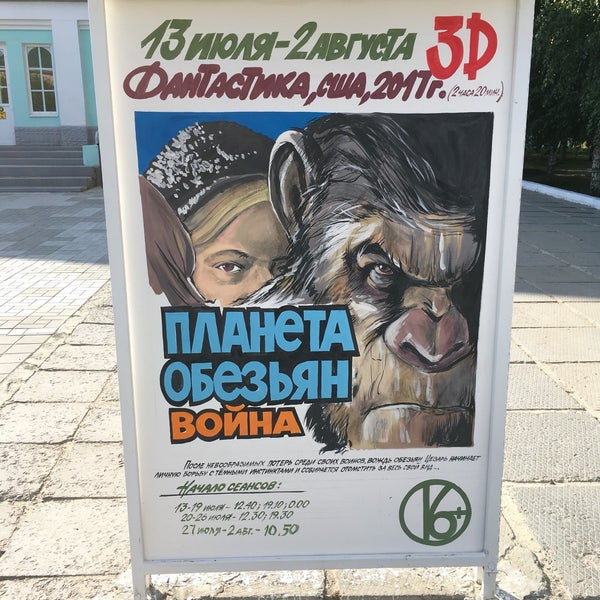 13 июля-2 августа 3D
Фантастика, сша, 2017г. (2 часа 20 мин.)
ПЛАНЕТА
ОБЕЗЬЯН
ВОЙНА
После невообразимых потерь среди своих воинов, вождь обезьян Цезарь начинает
личную борьбу с тёмными инстинктами и собирается отомстить за весь свой вид...
Начало сеансов:
13-19 июля- 12.40; 19.10; 0.00
20-26 июля- 12.30; 19.30
27 июля-2 авг.- 10.50
16+